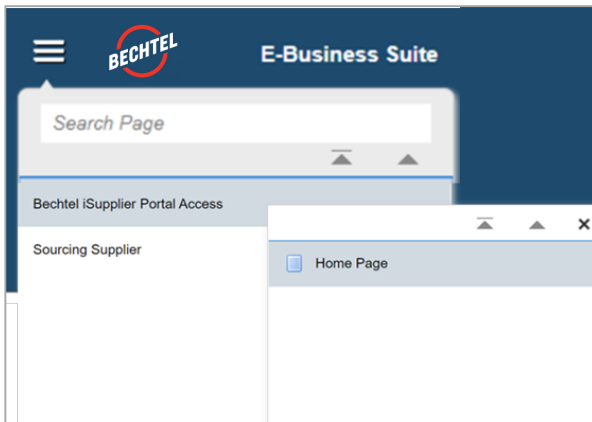 BECHTEL
E-Business Suite
Search Page
Bechtel iSupplier Portal Access
Sourcing Supplier
Home Page